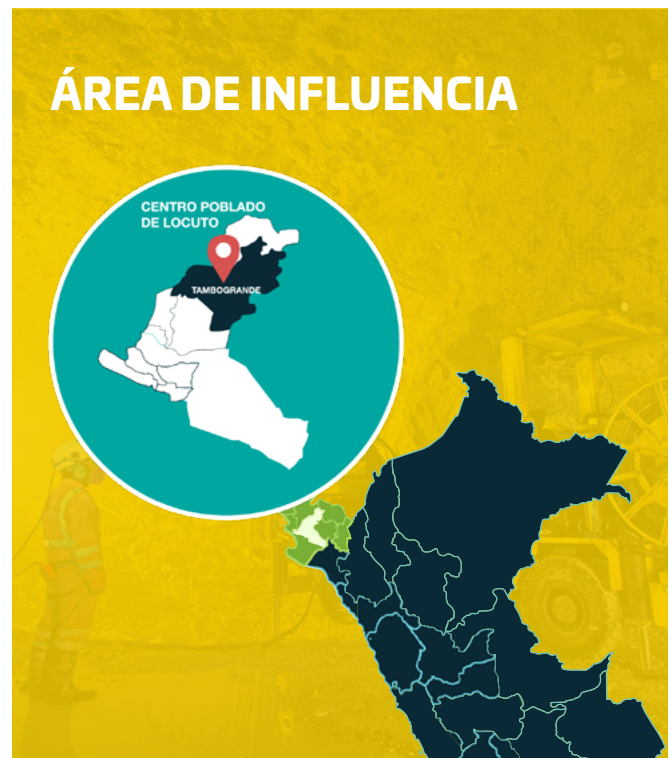 ÁREA DE INFLUENCIA
CENTRO POBLADO
DE LOCUTO
TAMBOGRANDE